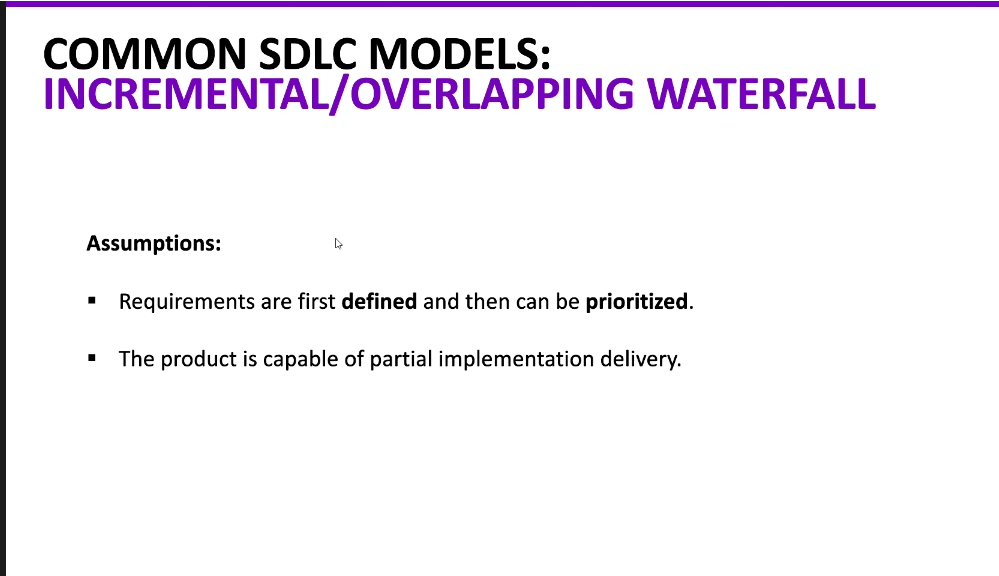 COMMON SDLC MODELS:
INCREMENTAL/OVERLAPPING WATERFALL
Assumptions:
▪ Requirements are first defined and then can be prioritized.
▪ The product is capable of partial implementation delivery.